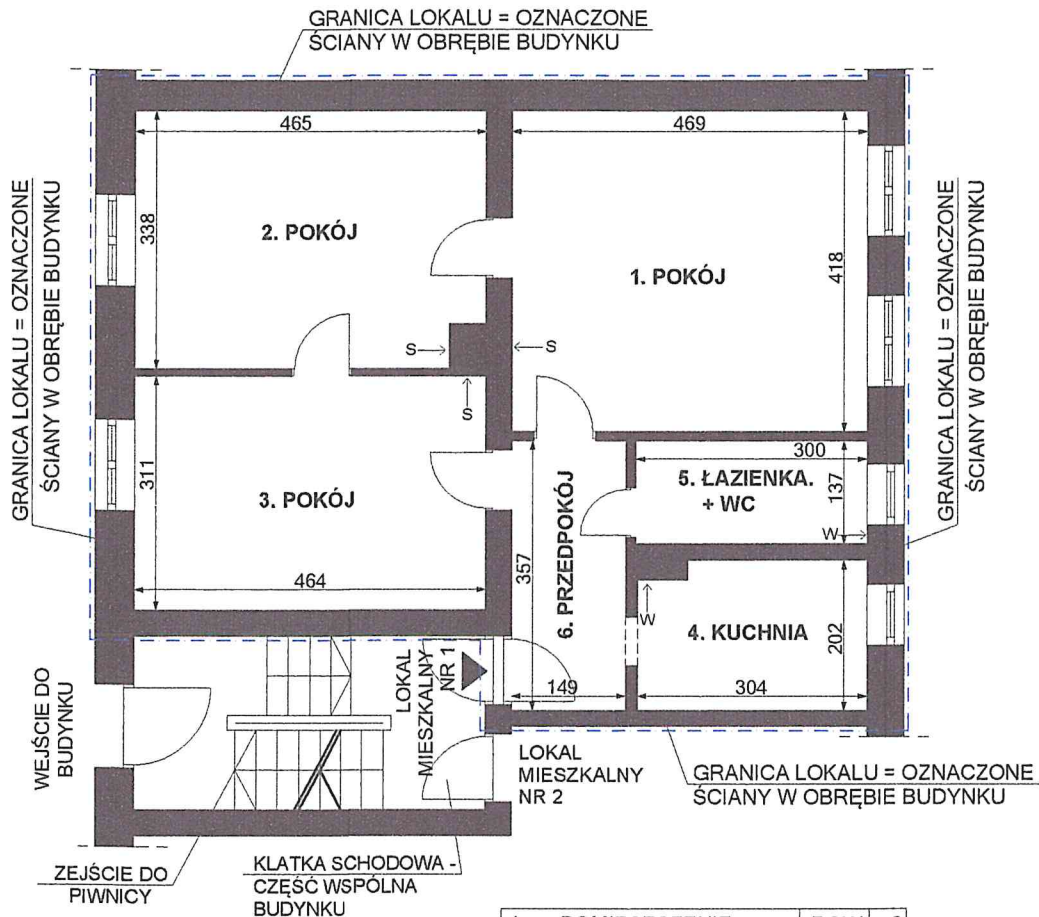 GRANICA LOKALU = OZNACZONE
ŚCIANY W OBRĘBIE BUDYNKU
465
469
GRANICA LOKALU = OZNACZONE
ŚCIANY W OBRĘBIE BUDYNKU
338
2. POKÓJ
1. POKÓJ
418
GRANICA LOKALU = OZNACZONE
ŚCIANY W OBRĘBIE BUDYNKU
S
S
S
311
3. POKÓJ
464
300
5. ŁAZIENKA.
+ WC
137
W
357
6. PRZEDPOKÓJ
W
4. KUCHNIA
202
149
304
WEJŚCIE DO
BUDYNKU
LOKAL
MIESZKALNY
NR 1
LOKAL
MIESZKALNY
NR 2
GRANICA LOKALU = OZNACZONE
ŚCIANY W OBRĘBIE BUDYNKU
ZEJŚCIE DO
PIWNICY
KLATKA SCHODOWA -
CZĘŚĆ WSPÓLNA
BUDYNKU